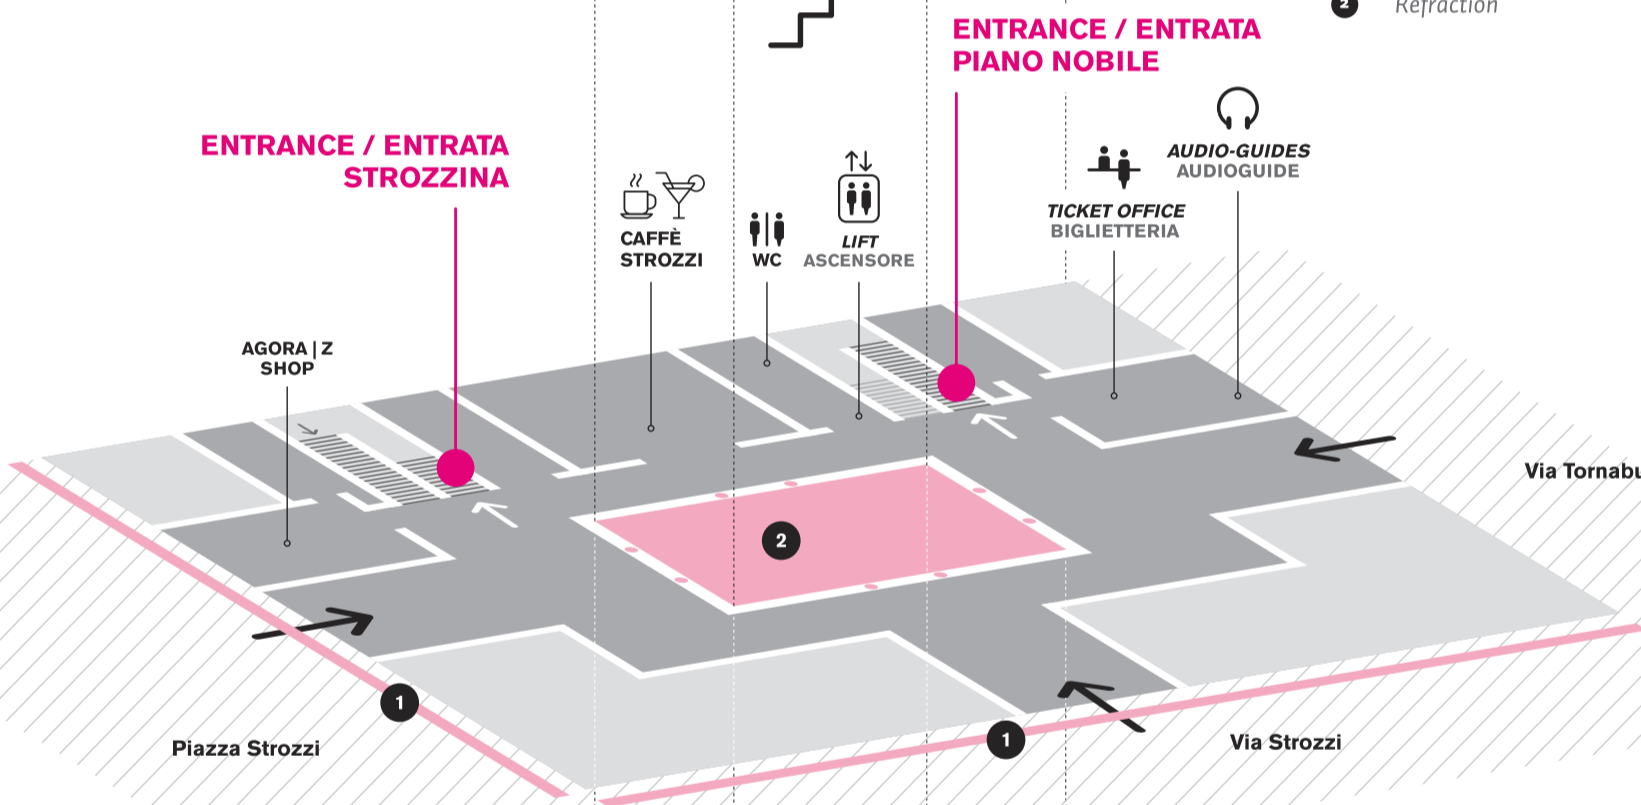 2 Refraction
ENTRANCE / ENTRATA
PIANO NOBILE
ENTRANCE / ENTRATA
STROZZINA
AUDIO-GUIDES
AUDIOGUIDE
TICKET OFFICE
BIGLIETTERIA
CAFFÈ
STROZZI
WC
LIFT
ASCENSORE
AGORA|Z
SHOP
Via Tornabu
2
1
Piazza Strozzi
1
Via Strozzi